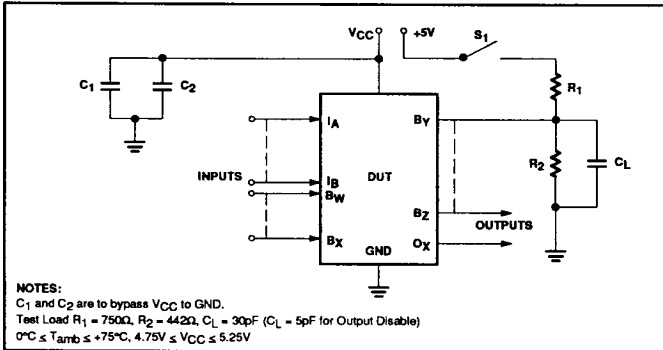 VCC +5V S1
C1 C2 R1
IA BY
R2 CL
INPUTS DUT
IB
BW
BZ
OUTPUTS
BX OX
GND
NOTES:
C1 and C2 are to bypass VCC to GND.
Test Load R1 = 750Ω, R2 = 442Ω, CL = 30pF (CL = 5pF for Output Disable)
0°C ≤ Tamb ≤ +75°C, 4.75V ≤ VCC ≤ 5.25V